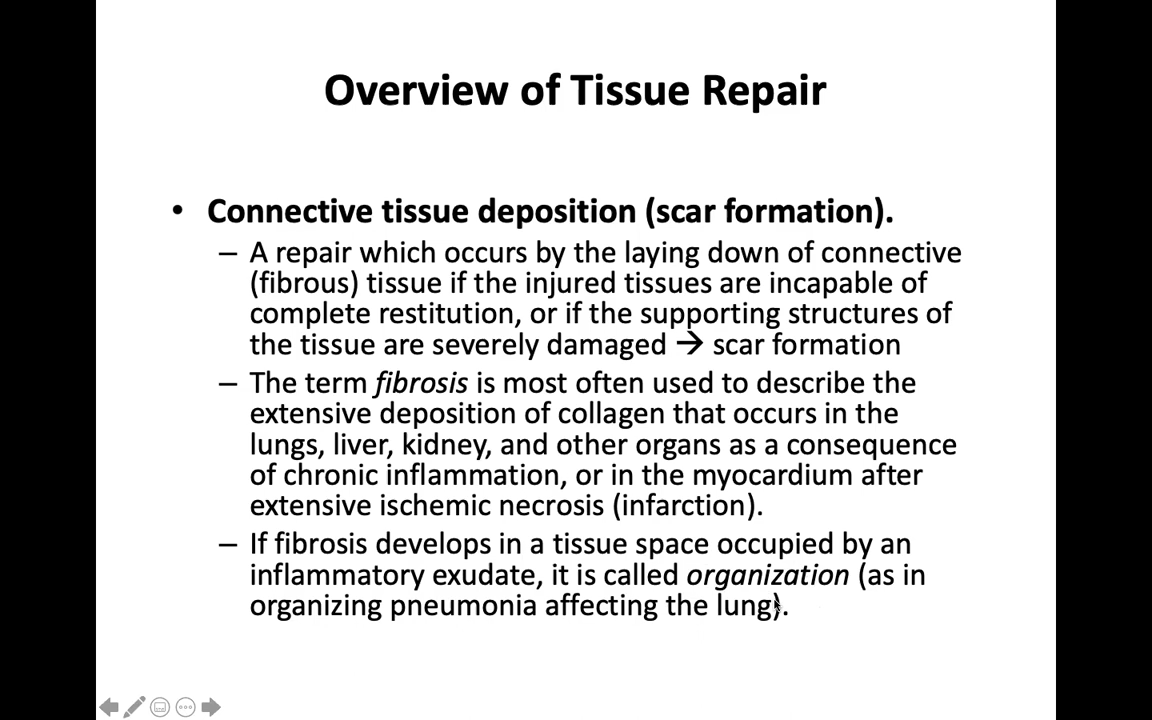 Overview of Tissue Repair
• Connective tissue deposition (scar formation).
– A repair which occurs by the laying down of connective
(fibrous) tissue if the injured tissues are incapable of
complete restitution, or if the supporting structures of
the tissue are severely damaged → scar formation
– The term fibrosis is most often used to describe the
extensive deposition of collagen that occurs in the
lungs, liver, kidney, and other organs as a consequence
of chronic inflammation, or in the myocardium after
extensive ischemic necrosis (infarction).
– If fibrosis develops in a tissue space occupied by an
inflammatory exudate, it is called organization (as in
organizing pneumonia affecting the lung).